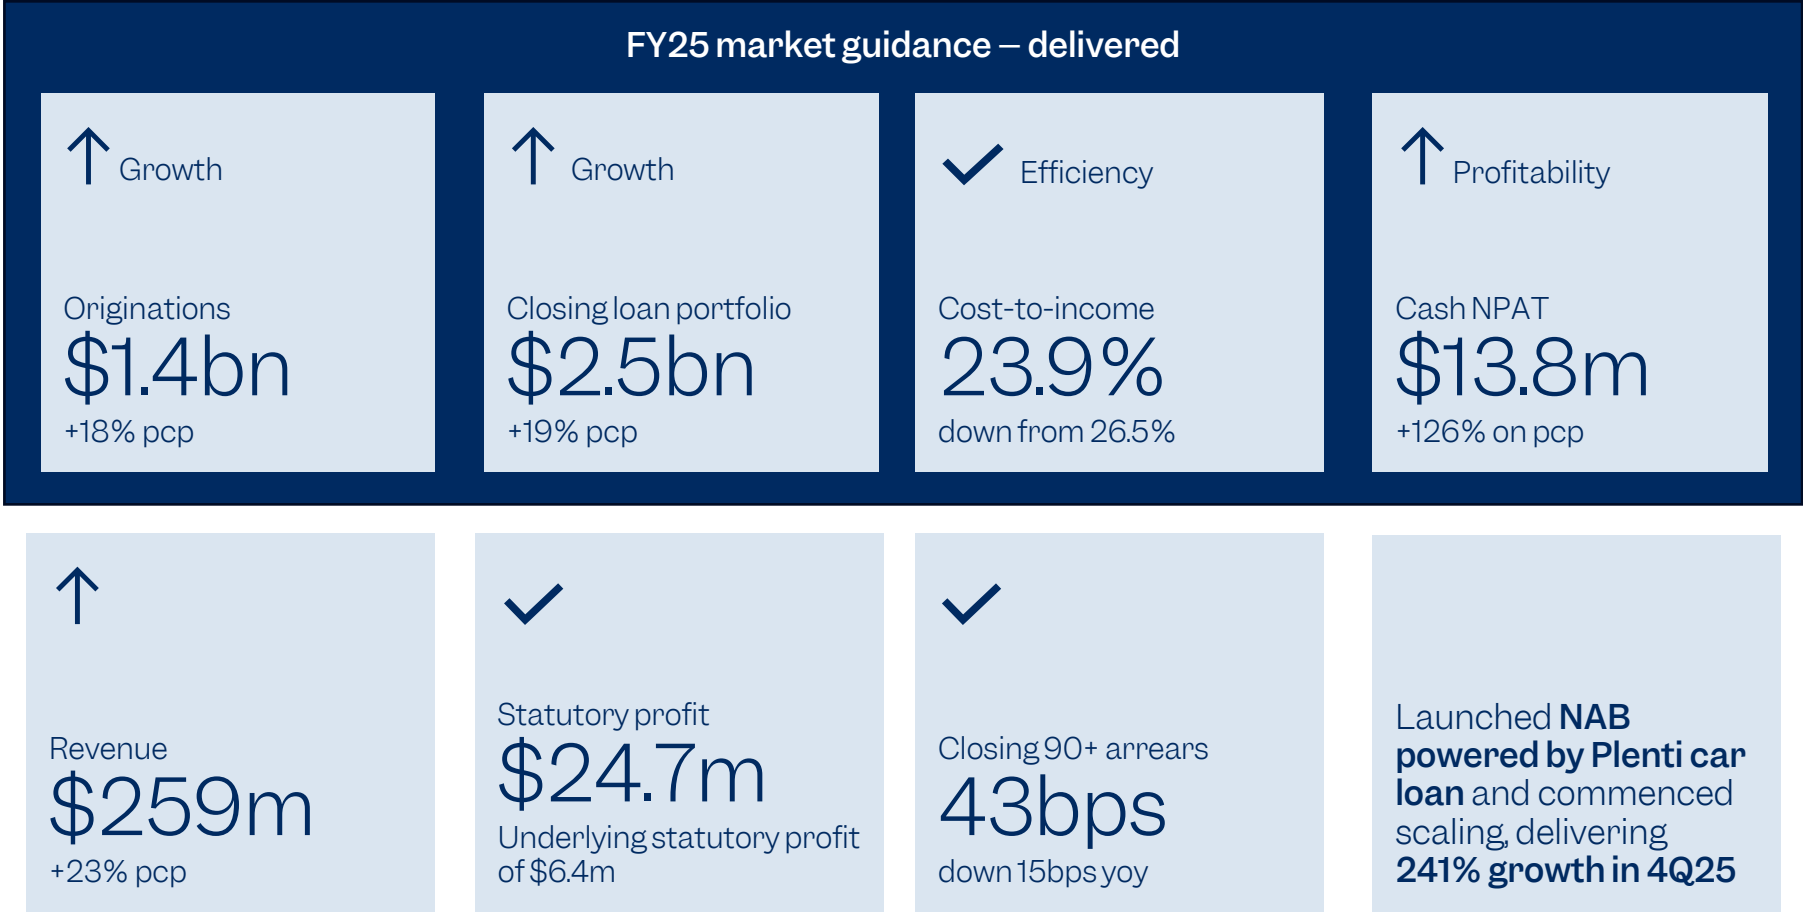 FY25 market guidance – delivered
Growth
Originations
$1.4bn
+18% pcp
Growth
Closing loan portfolio
$2.5bn
+19% pcp
Efficiency
Cost-to-income
23.9%
down from 26.5%
Profitability
Cash NPAT
$13.8m
+126% on pcp
Revenue
$259m
+23% pcp
Statutory profit
$24.7m
Underlying statutory profit
of $6.4m
Closing 90+ arrears
43bps
down 15bps yoy
Launched NAB
powered by Plenti car
loan and commenced
scaling, delivering
241% growth in 4Q25